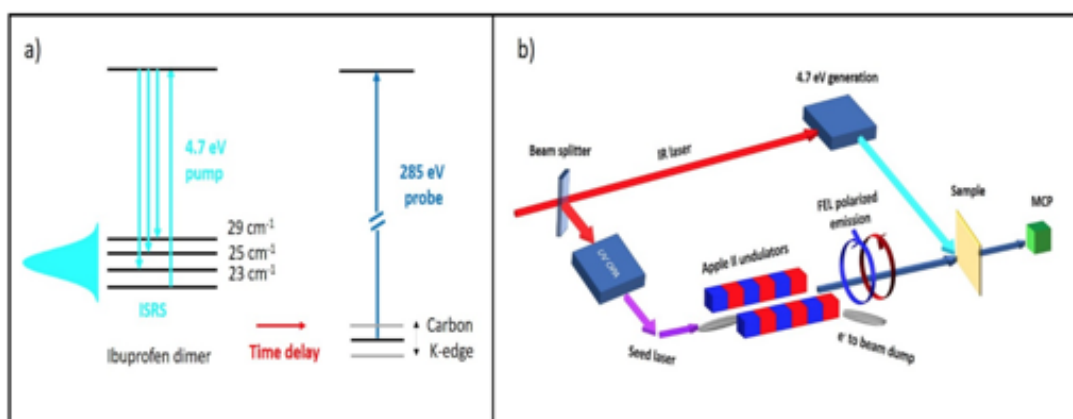 a)
4.7 eV
pump
29 cm⁻¹
25 cm⁻¹
23 cm⁻¹
ISRS
Ibuprofen dimer
Time delay
285 eV
probe
Carbon
K-edge
b)
4.7 eV generation
Beam splitter
IR laser
UV OPA
Sample
MCP
FEL polarized
emission
Apple II undulators
Seed laser
e⁻ to beam dump